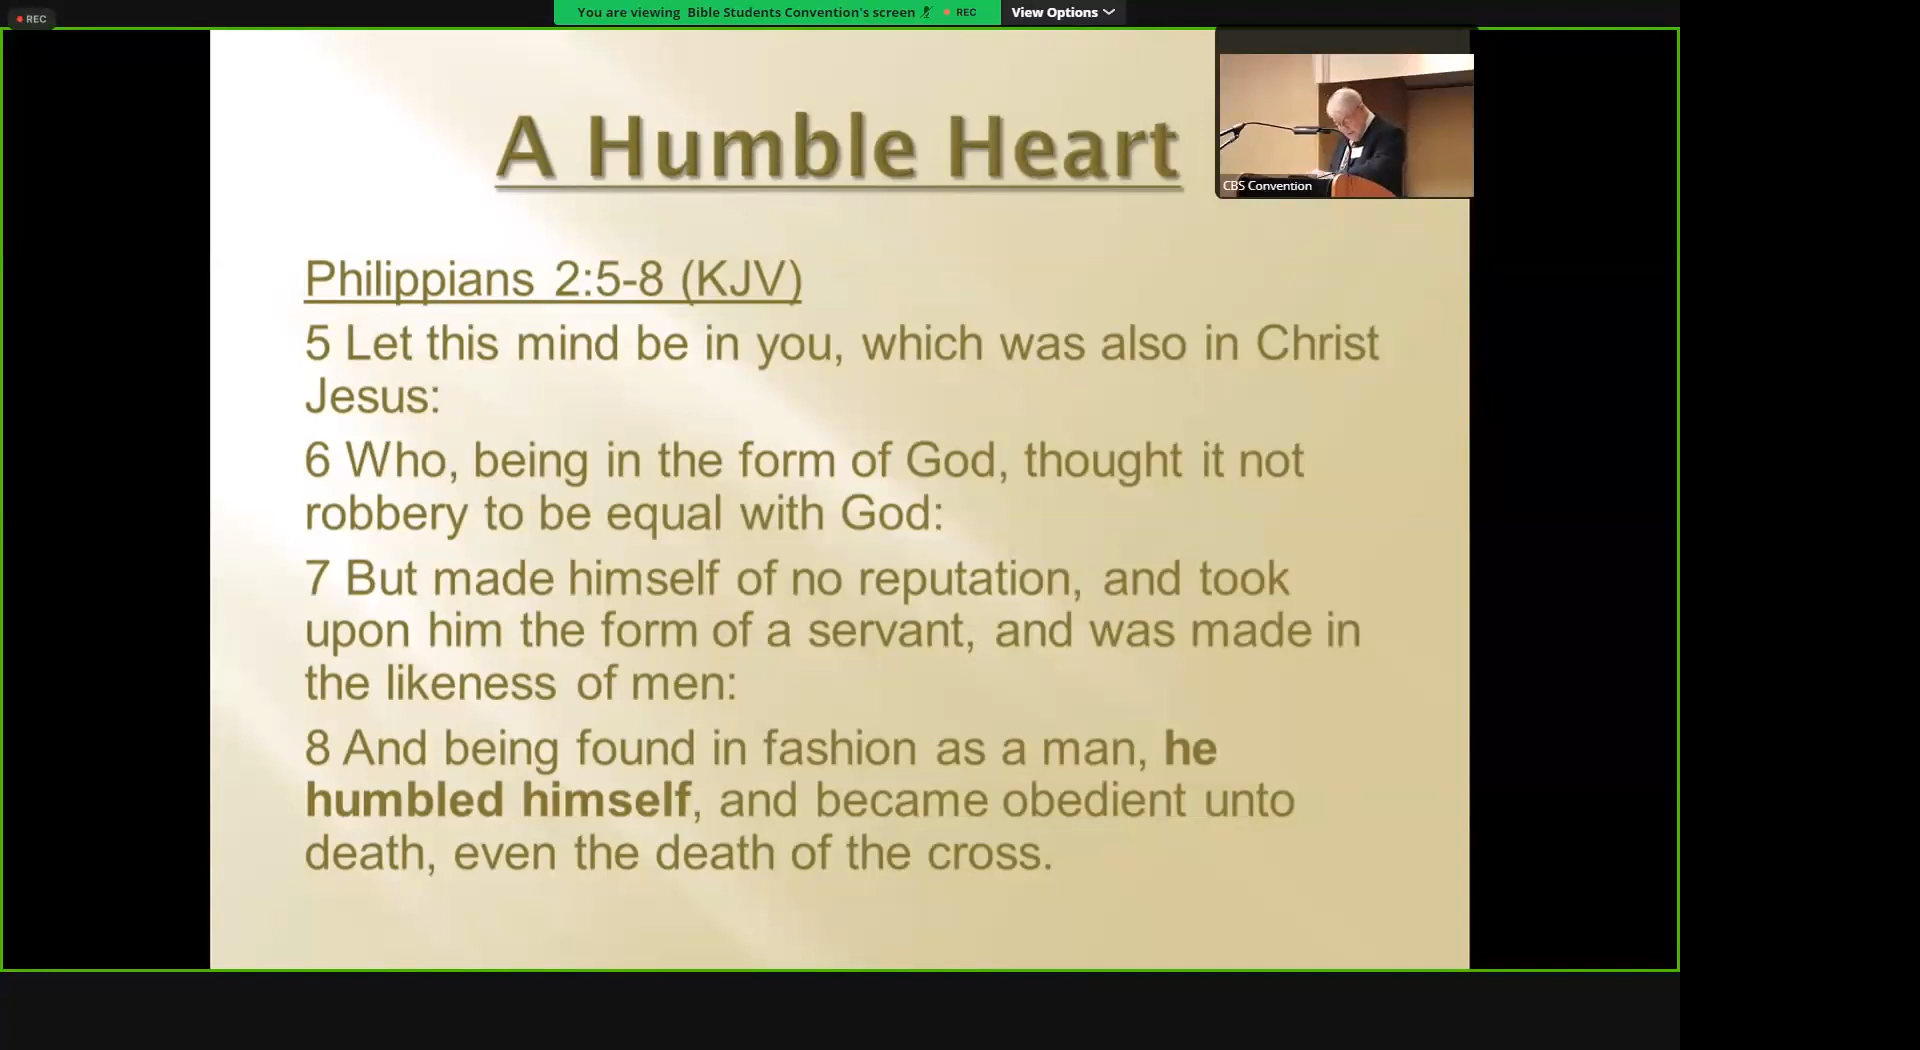 REC
You are viewing Bible Students Convention's screen
REC
View Options
A Humble Heart
CBS Convention
Philippians 2:5-8 (KJV)
5 Let this mind be in you, which was also in Christ
Jesus:
6 Who, being in the form of God, thought it not
robbery to be equal with God:
7 But made himself of no reputation, and took
upon him the form of a servant, and was made in
the likeness of men:
8 And being found in fashion as a man, he
humbled himself, and became obedient unto
death, even the death of the cross.